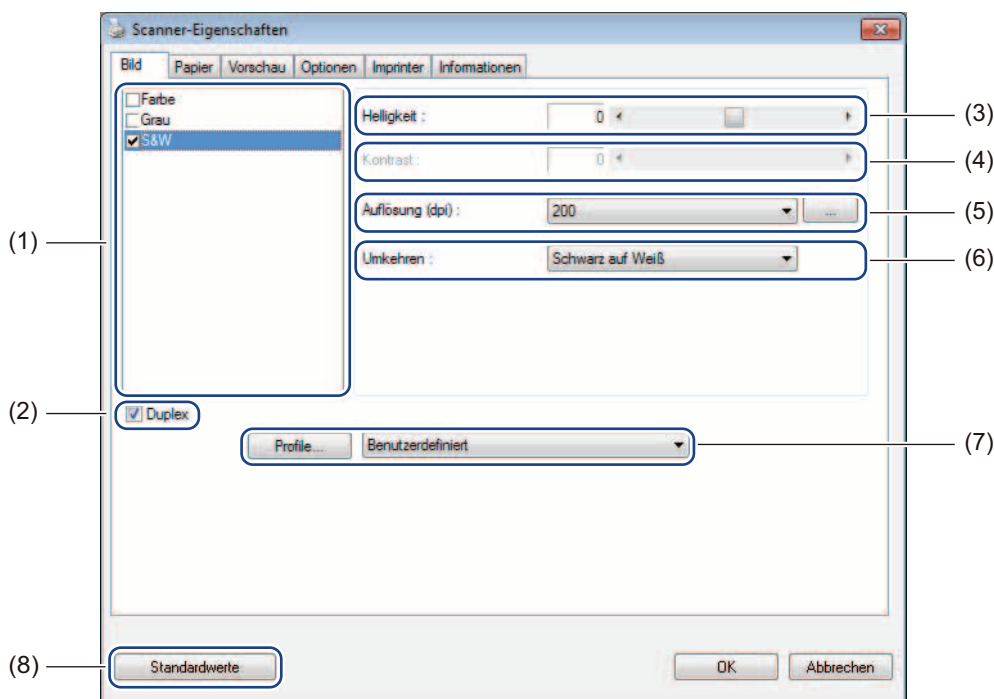 Scanner-Eigenschaften
Bild Papier Vorschau Optionen Imprinter Informationen
Farbe
Grau
S&W
Helligkeit : 0
Kontrast : 0
Auflösung (dpi) : 200 ...
Umkehren : Schwarz auf Weiß
Duplex
Profile... Benutzerdefiniert
Standardwerte OK Abbrechen
(1)
(2)
(3)
(4)
(5)
(6)
(7)
(8)